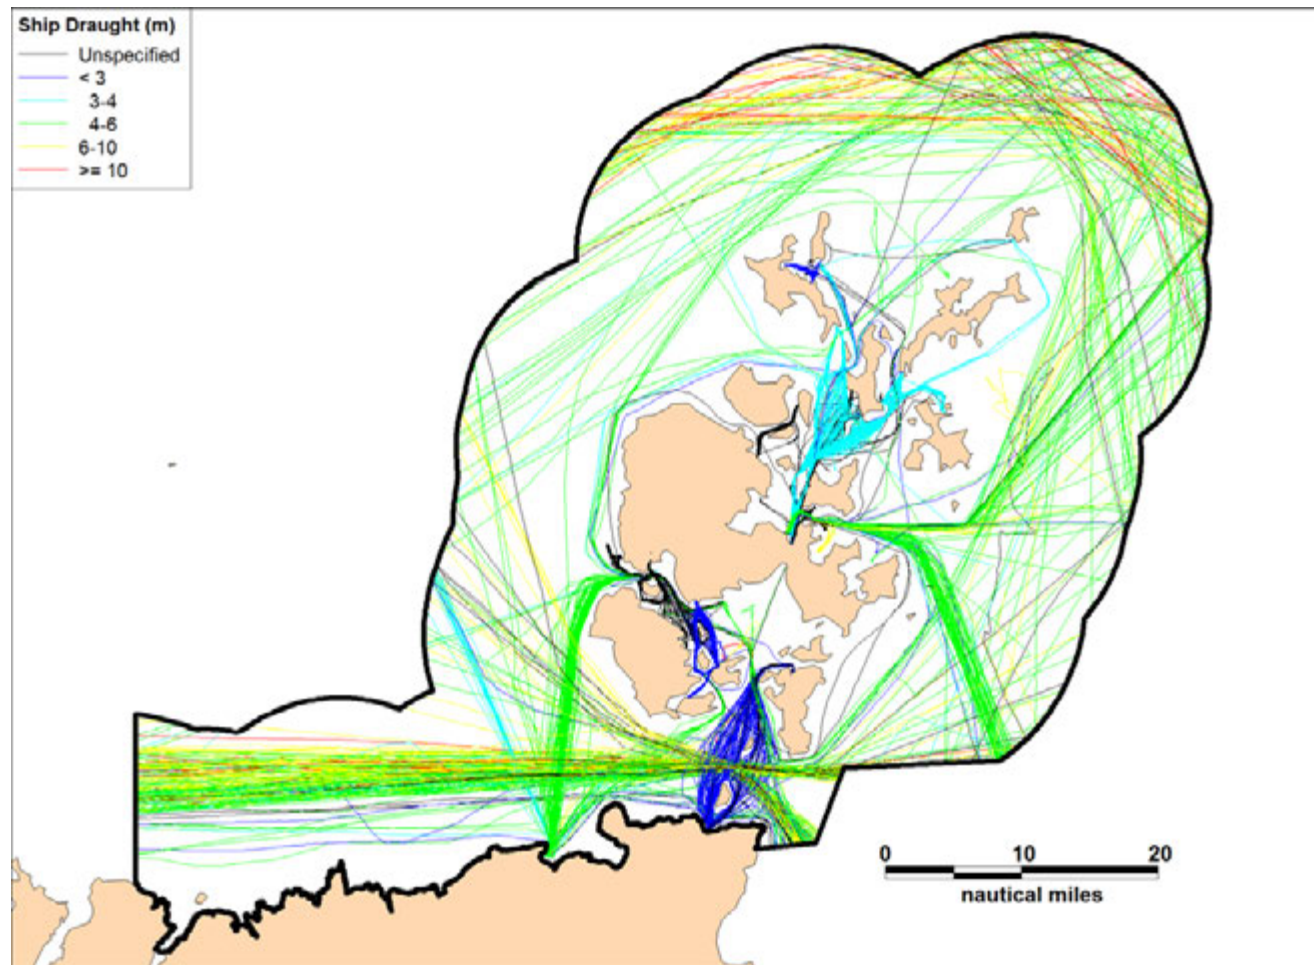 Ship Draught (m)
Unspecified
< 3
3-4
4-6
6-10
>= 10
0 10 20
nautical miles